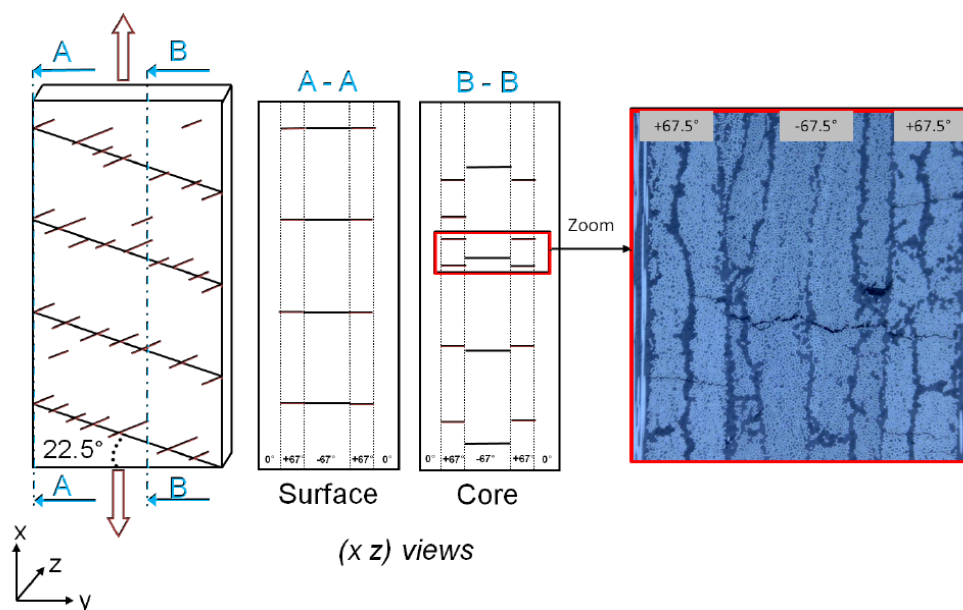 A B
A - A
B - B
+67.5° -67.5° +67.5°
Zoom
22.5°
0° +67° -67° +67° 0°
0° +67° -67° +67° 0°
A B
Surface
Core
(x z) views
x
z
y